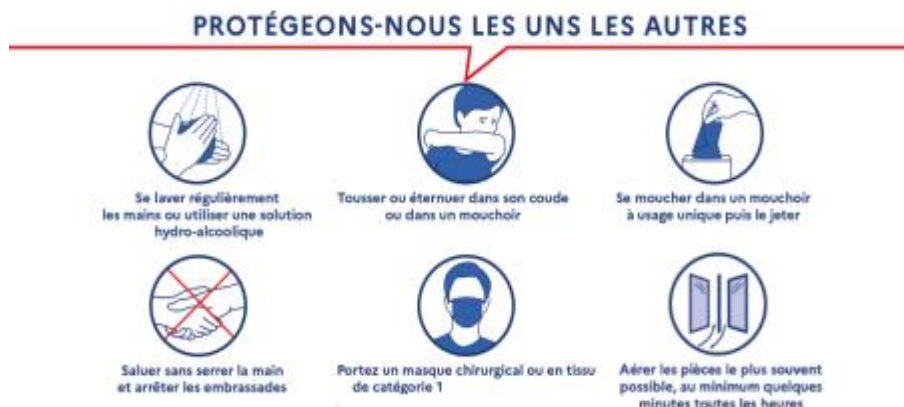 PROTÉGEONS-NOUS LES UNS LES AUTRES
Se laver régulièrement
les mains ou utiliser une solution
hydro-alcoolique
Tousser ou éternuer dans son coude
ou dans un mouchoir
Se moucher dans un mouchoir
à usage unique puis le jeter
Saluer sans serrer la main
et arrêter les embrassades
Portez un masque chirurgical ou en tissu
de catégorie 1
Aérer les pièces le plus souvent
possible, au minimum quelques
minutes toutes les heures